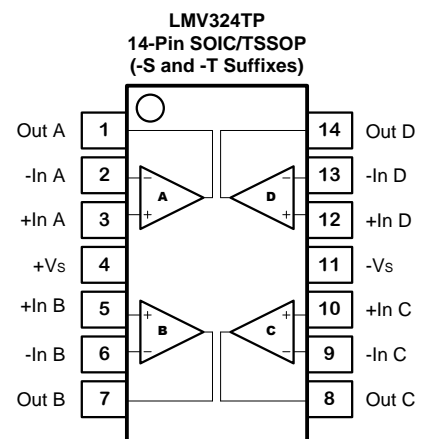 LMV324TP
14-Pin SOIC/TSSOP
(-S and -T Suffixes)
Out A 1 14 Out D
-In A 2 − − 13 -In D
A D
+In A 3 + + 12 +In D
+Vs 4 11 -Vs
+In B 5 + + 10 +In C
B C
-In B 6 − − 9 -In C
Out B 7 8 Out C